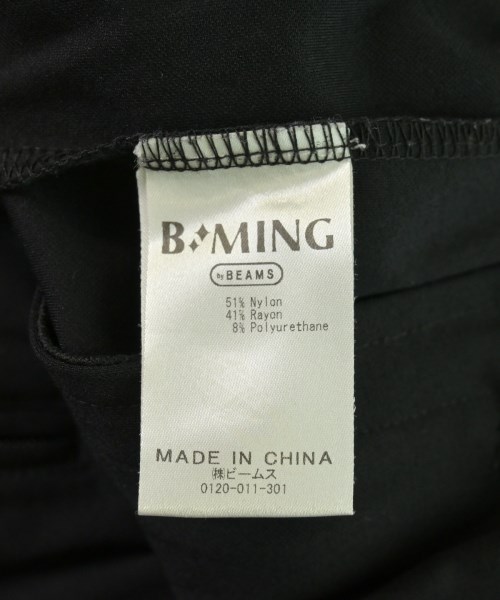 B MING
By BEAMS
51% Nylon
41% Rayon
8% Polyurethane
MADE IN CHINA
㈱ビームス
0120-011-301